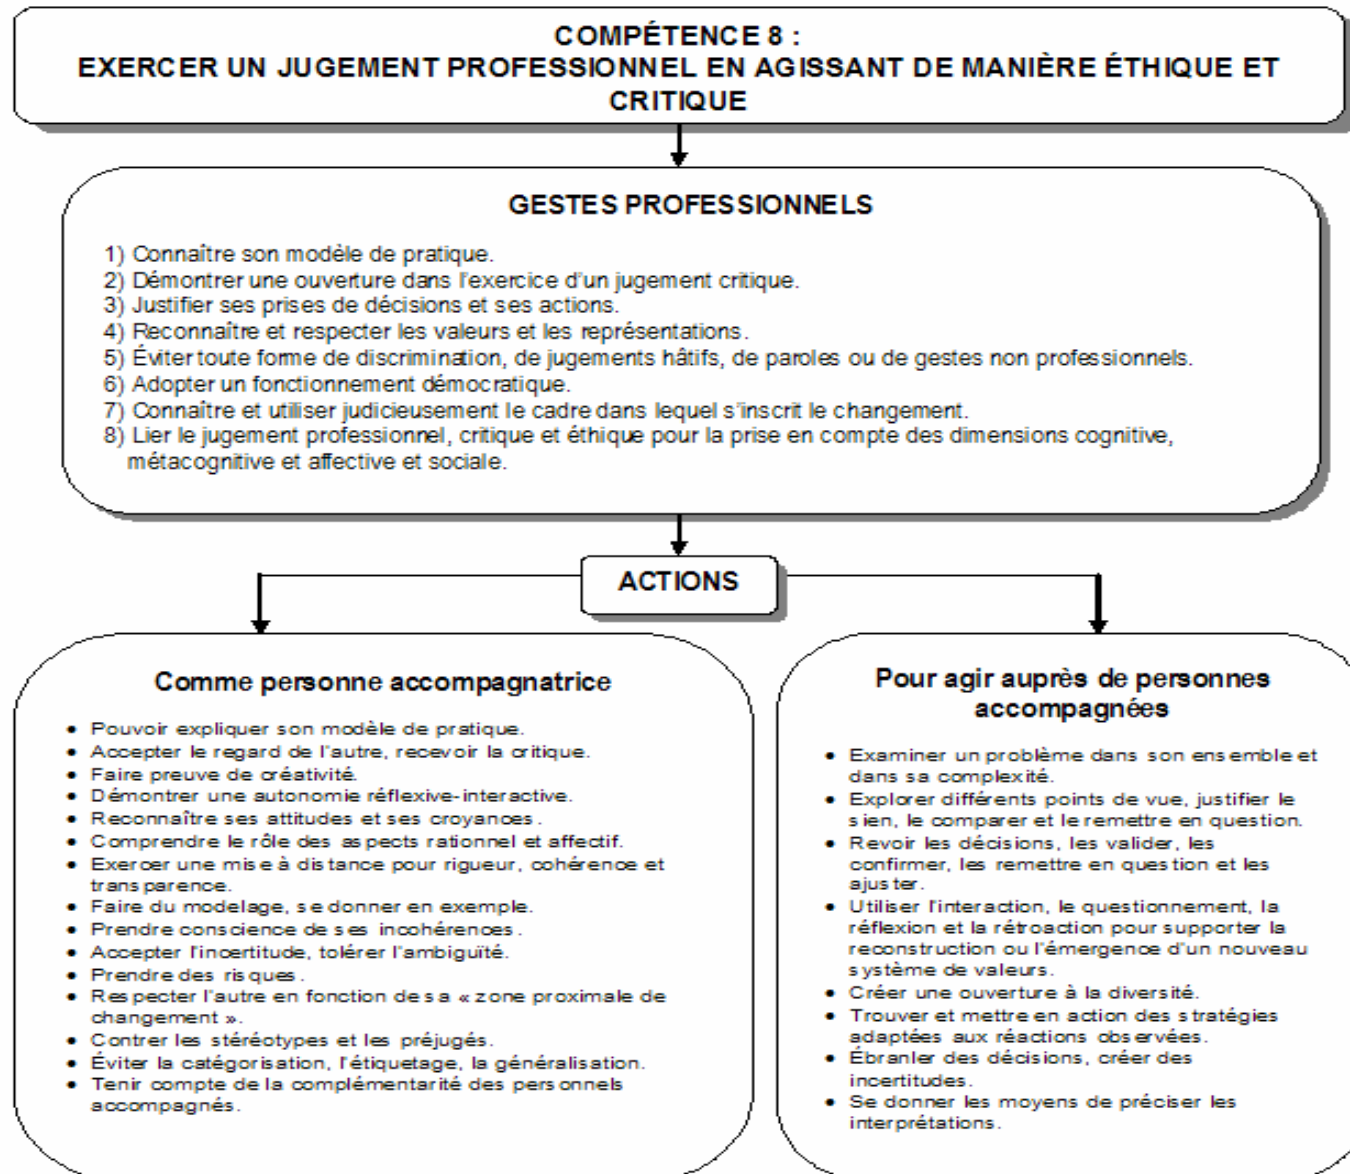 COMPÉTENCE 8 :
EXERCER UN JUGEMENT PROFESSIONNEL EN AGISSANT DE MANIÈRE ÉTHIQUE ET
CRITIQUE
GESTES PROFESSIONNELS
1) Connaître son modèle de pratique.
2) Démontrer une ouverture dans l'exercice d'un jugement critique.
3) Justifier ses prises de décisions et ses actions.
4) Reconnaître et respecter les valeurs et les représentations.
5) Éviter toute forme de discrimination, de jugements hâtifs, de paroles ou de gestes non professionnels.
6) Adopter un fonctionnement démocratique.
7) Connaître et utiliser judicieusement le cadre dans lequel s'inscrit le changement.
8) Lier le jugement professionnel, critique et éthique pour la prise en compte des dimensions cognitive,
métacognitive et affective et sociale.
ACTIONS
Comme personne accompagnatrice
• Pouvoir expliquer son modèle de pratique.
• Accepter le regard de l'autre, recevoir la critique.
• Faire preuve de créativité.
• Démontrer une autonomie réflexive-interactive.
• Reconnaître ses attitudes et ses croyances.
• Comprendre le rôle des aspects rationnel et affectif.
• Exercer une mise à distance pour rigueur, cohérence et
transparence.
• Faire du modelage, se donner en exemple.
• Prendre conscience de ses incohérences.
• Accepter l'incertitude, tolérer l'ambiguïté.
• Prendre des risques.
• Respecter l'autre en fonction de sa « zone proximale de
changement ».
• Contrer les stéréotypes et les préjugés.
• Éviter la catégorisation, l'étiquetage, la généralisation.
• Tenir compte de la complémentarité des personnels
accompagnés.
Pour agir auprès de personnes
accompagnées
• Examiner un problème dans son ensemble et
dans sa complexité.
• Explorer différents points de vue, justifier le
sien, le comparer et le remettre en question.
• Revoir les décisions, les valider, les
confirmer, les remettre en question et les
ajuster.
• Utiliser l'interaction, le questionnement, la
réflexion et la rétroaction pour supporter la
reconstruction ou l'émergence d'un nouveau
système de valeurs.
• Créer une ouverture à la diversité.
• Trouver et mettre en action des stratégies
adaptées aux réactions observées.
• Ébranler des décisions, créer des
incertitudes.
• Se donner les moyens de préciser les
interprétations.